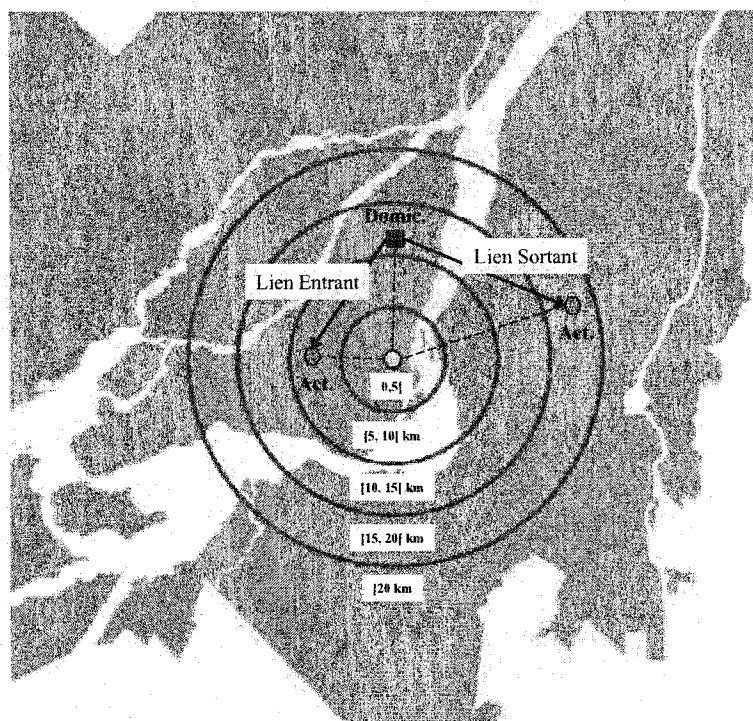 Domic.
Lien Sortant
Lien Entrant
Act.
Act.
0,5[
[5, 10[ km
[10, 15[ km
[15, 20[ km
[20 km